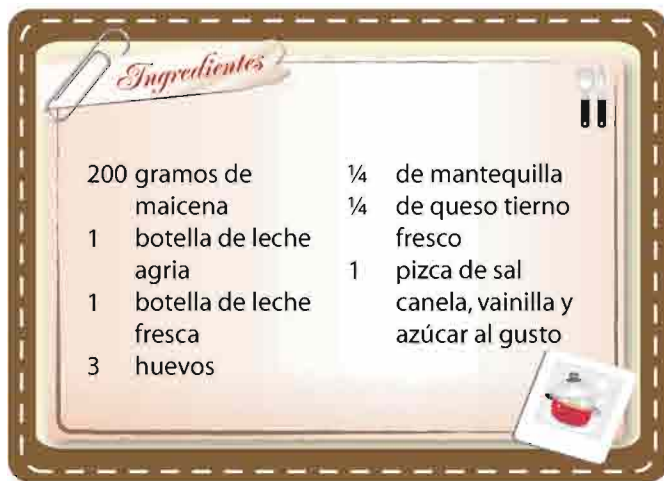 Ingredientes
200 gramos de
maicena
1 botella de leche
agria
1 botella de leche
fresca
3 huevos
¼ de mantequilla
¼ de queso tierno
fresco
1 pizca de sal
canela, vainilla y
azúcar al gusto